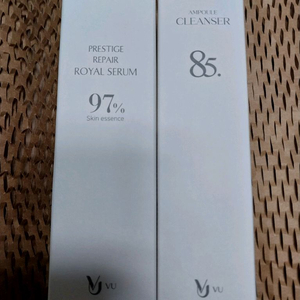 PRESTIGE
REPAIR
ROYAL SERUM
97%
Skin essence
VU
AMPOULE
CLEANSER
85.
VU